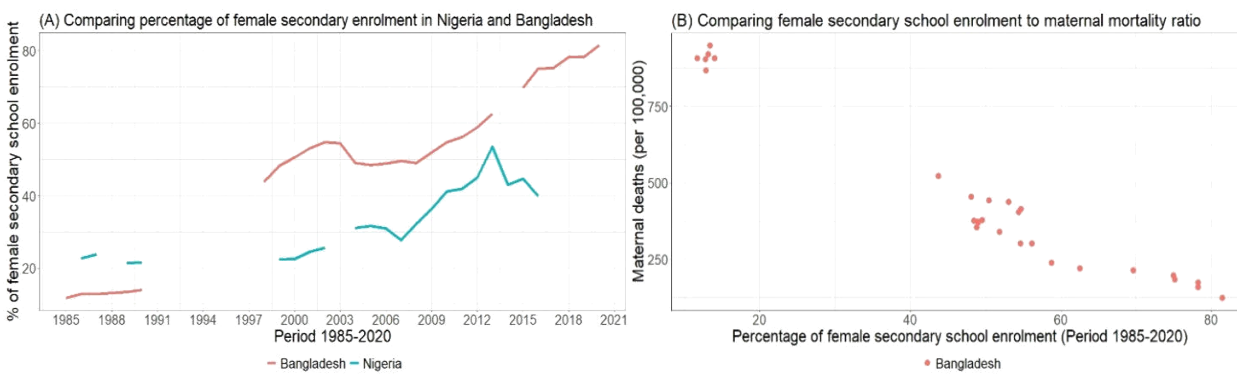 (A) Comparing percentage of female secondary enrolment in Nigeria and Bangladesh
% of female secondary school enrolment
80
60
40
20
1985 1988 1991 1994 1997 2000 2003 2006 2009 2012 2015 2018 2021
Period 1985-2020
Bangladesh Nigeria
(B) Comparing female secondary school enrolment to maternal mortality ratio
Maternal deaths (per 100,000)
750
500
250
20 40 60 80
Percentage of female secondary school enrolment (Period 1985-2020)
Bangladesh